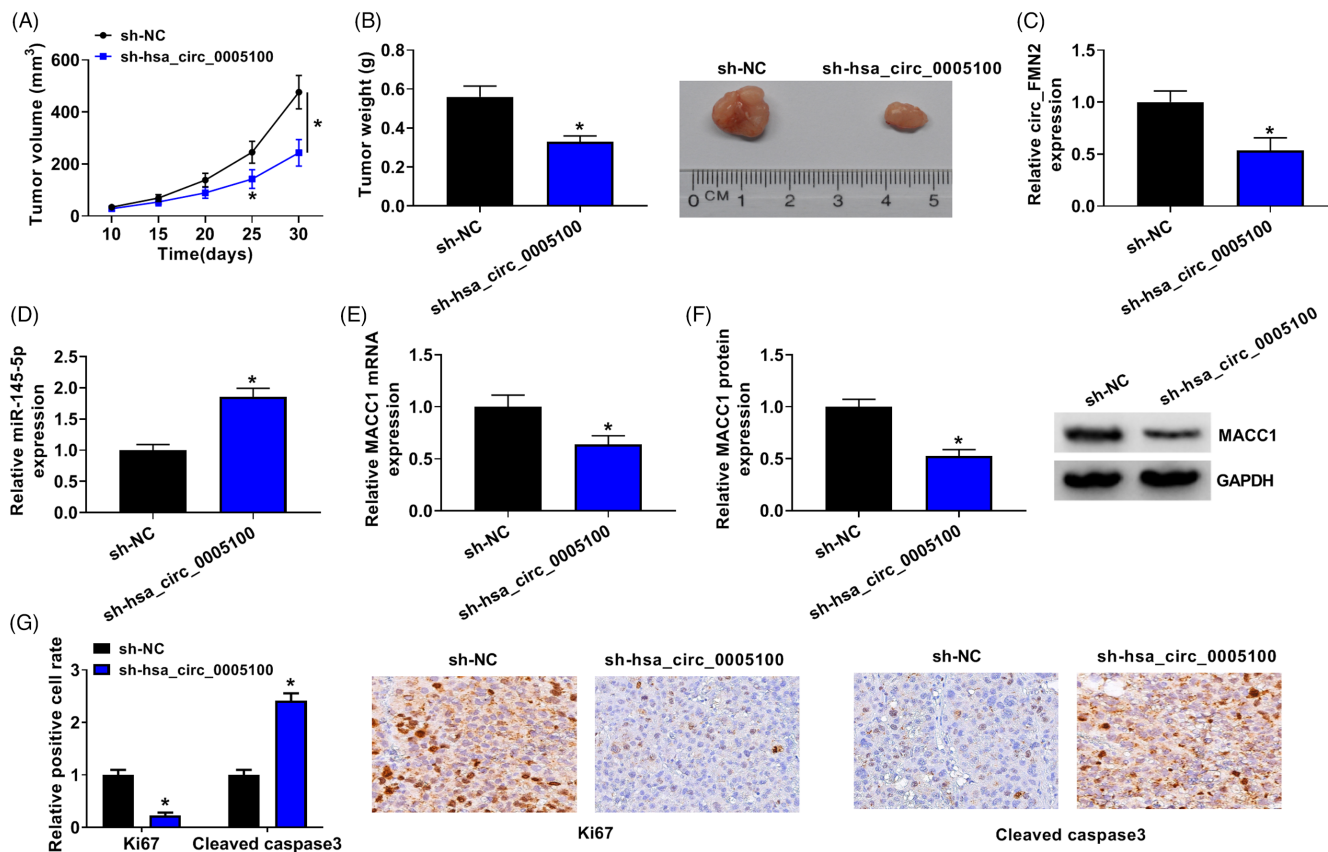 (A)
sh-NC
sh-hsa_circ_0005100
Tumor volume (mm³)
600
400
200
0
*
*
10 15 20 25 30
Time(days)
(B)
Tumor weight (g)
0.8
0.6
0.4
0.2
0.0
*
sh-NC
sh-hsa_circ_0005100
sh-NC sh-hsa_circ_0005100
0 CM 1 2 3 4 5
(C)
Relative circ_FMN2
expression
1.5
1.0
0.5
0.0
*
sh-NC
sh-hsa_circ_0005100
(D)
Relative miR-145-5p
expression
2.5
2.0
1.5
1.0
0.5
0.0
*
sh-NC
sh-hsa_circ_0005100
(E)
Relative MACC1 mRNA
expression
1.5
1.0
0.5
0.0
*
sh-NC
sh-hsa_circ_0005100
(F)
Relative MACC1 protein
expression
1.5
1.0
0.5
0.0
*
sh-NC
sh-hsa_circ_0005100
sh-NC
sh-hsa_circ_0005100
MACC1
GAPDH
(G)
sh-NC
sh-hsa_circ_0005100
Relative positive cell rate
3
2
1
0
*
*
Ki67 Cleaved caspase3
sh-NC sh-hsa_circ_0005100
Ki67
sh-NC sh-hsa_circ_0005100
Cleaved caspase3